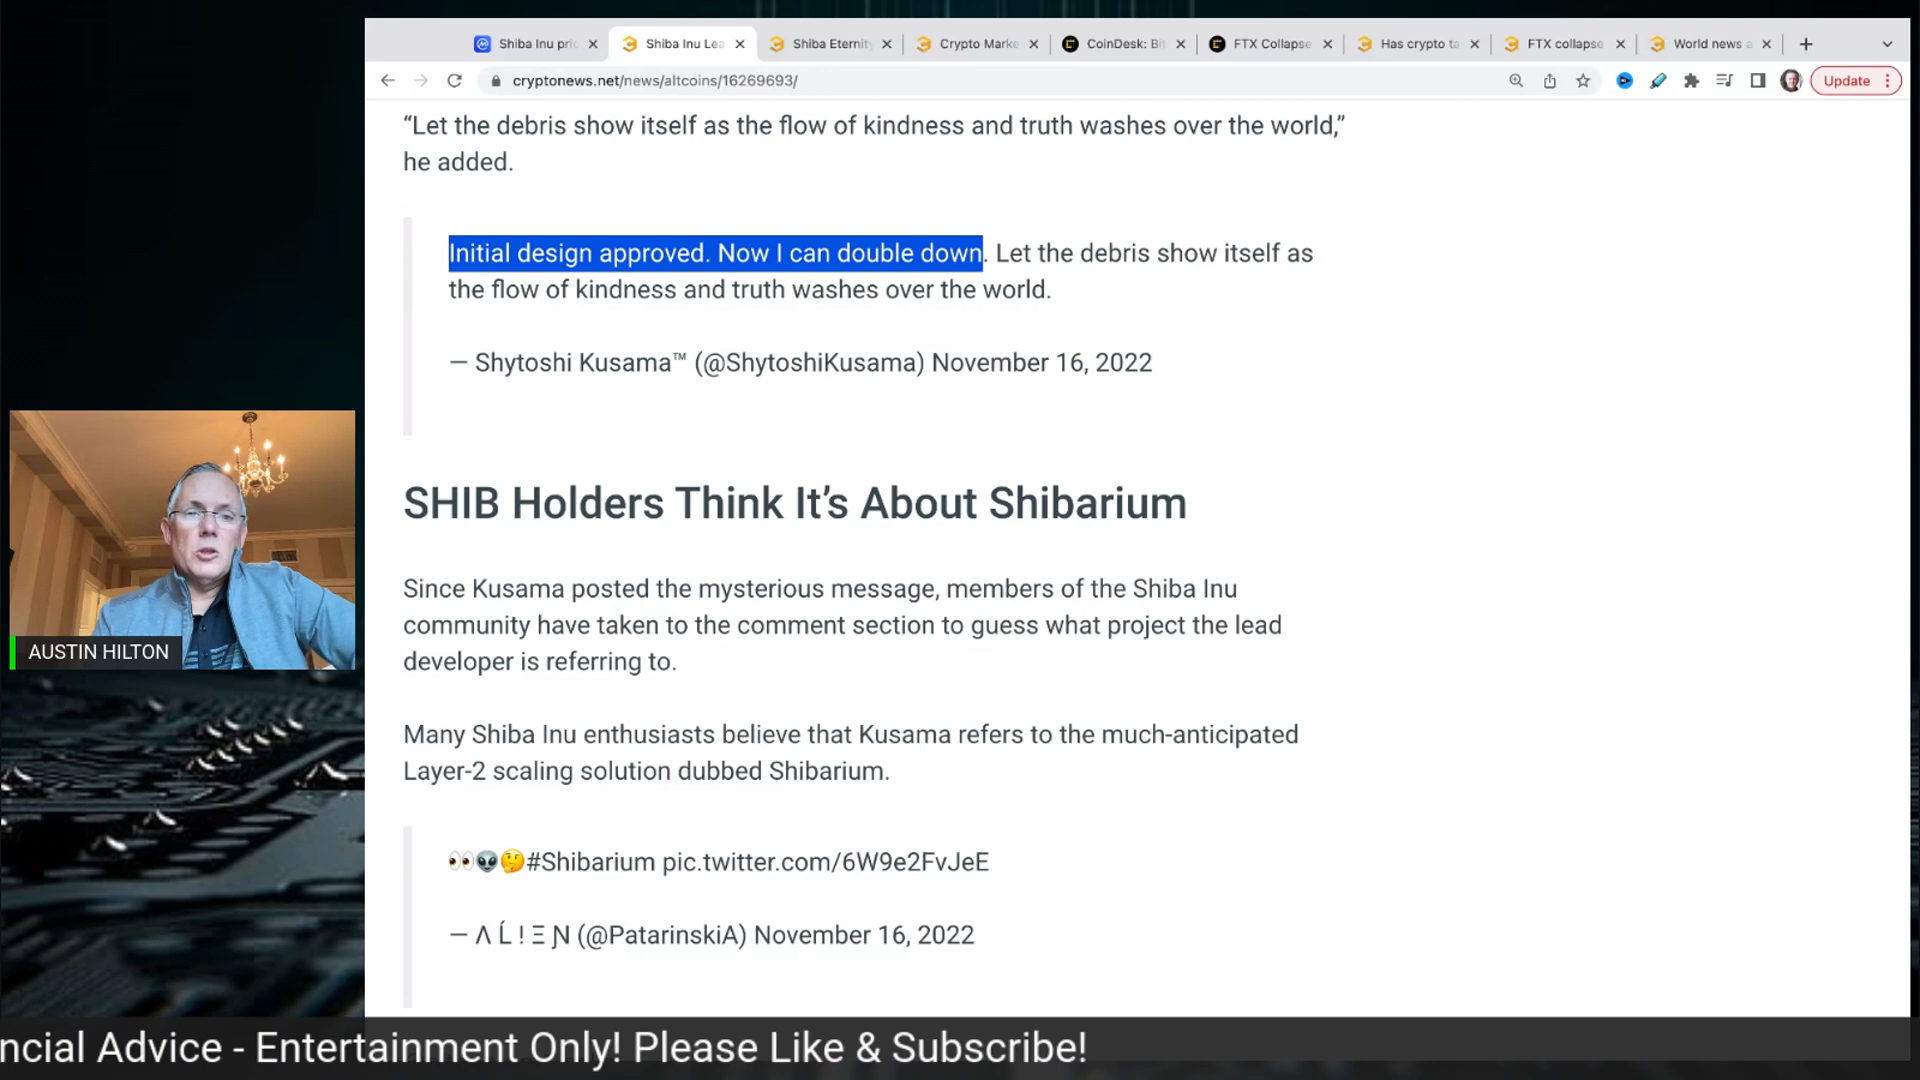 Shiba Inu pric
Shiba Inu Lea
Shiba Eternity
Crypto Marke
CoinDesk: Bit
FTX Collapse
Has crypto ta
FTX collapse
World news a
cryptonews.net/news/altcoins/16269693/
Update
“Let the debris show itself as the flow of kindness and truth washes over the world,”
he added.
Initial design approved. Now I can double down. Let the debris show itself as
the flow of kindness and truth washes over the world.
— Shytoshi Kusama™ (@ShytoshiKusama) November 16, 2022
SHIB Holders Think It’s About Shibarium
Since Kusama posted the mysterious message, members of the Shiba Inu
community have taken to the comment section to guess what project the lead
developer is referring to.
Many Shiba Inu enthusiasts believe that Kusama refers to the much-anticipated
Layer-2 scaling solution dubbed Shibarium.
👀👽🤔#Shibarium pic.twitter.com/6W9e2FvJeE
— Λ Ĺ ! Ξ Ɲ (@PatarinskiA) November 16, 2022
AUSTIN HILTON
ncial Advice - Entertainment Only! Please Like & Subscribe!